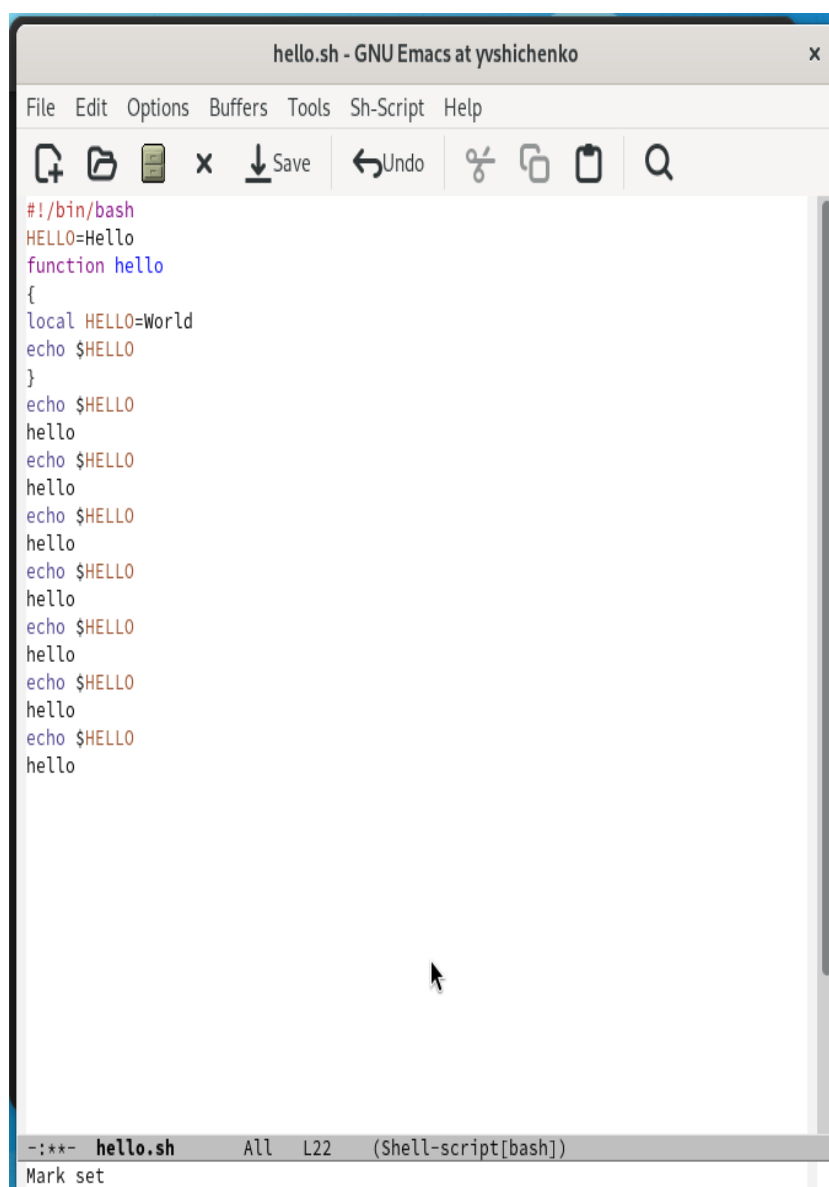 hello.sh - GNU Emacs at yvshichenko x
File Edit Options Buffers Tools Sh-Script Help
Save Undo
#!/bin/bash
HELLO=Hello
function hello
{
local HELLO=World
echo $HELLO
}
echo $HELLO
hello
echo $HELLO
hello
echo $HELLO
hello
echo $HELLO
hello
echo $HELLO
hello
echo $HELLO
hello
echo $HELLO
hello
-:**- hello.sh All L22 (Shell-script[bash])
Mark set